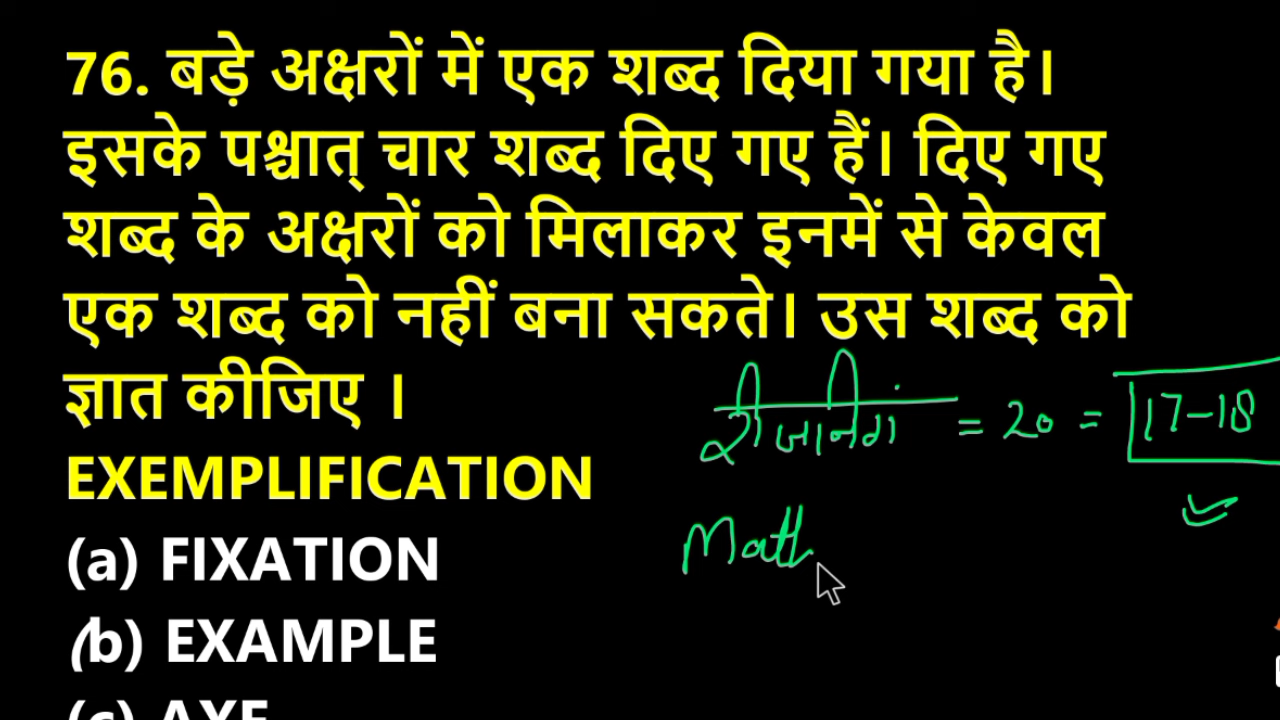 76. बड़े अक्षरों में एक शब्द दिया गया है।
इसके पश्चात् चार शब्द दिए गए हैं। दिए गए
शब्द के अक्षरों को मिलाकर इनमें से केवल
एक शब्द को नहीं बना सकते। उस शब्द को
ज्ञात कीजिए ।
= 20 = 17-18
EXEMPLIFICATION
Math
(a) FIXATION
(b) EXAMPLE
(c) AXE